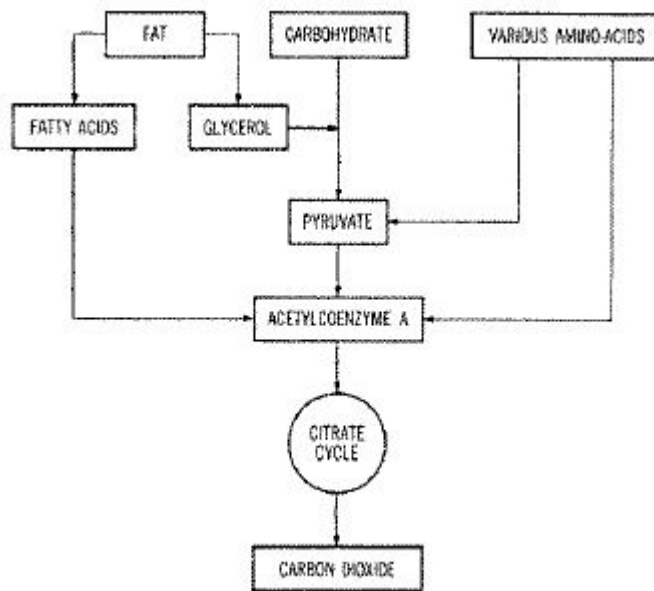 FAT
CARBOHYDRATE
VARIOUS AMINO-ACIDS
FATTY ACIDS
GLYCEROL
PYRUVATE
ACETYLCOENZYME A
CITRATE
CYCLE
CARBON DIOXIDE